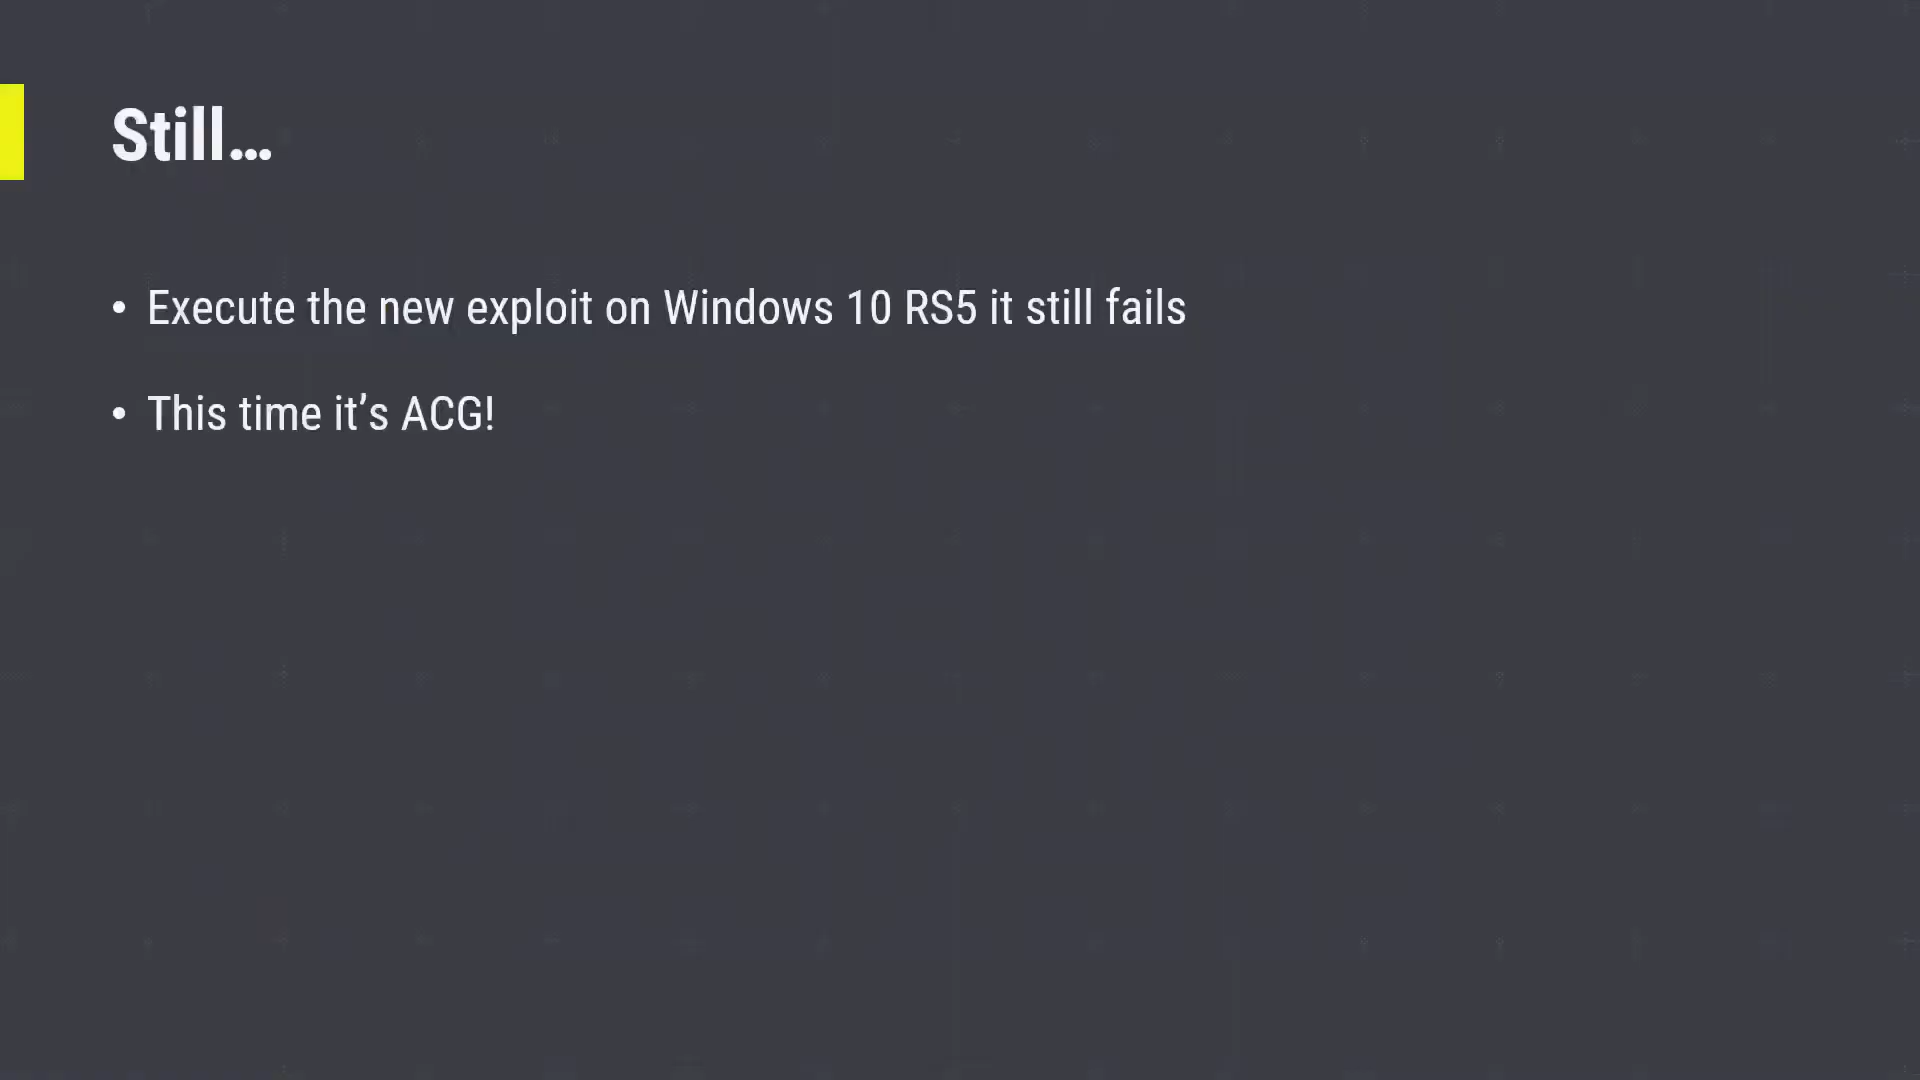 Still…
• Execute the new exploit on Windows 10 RS5 it still fails
• This time it’s ACG!